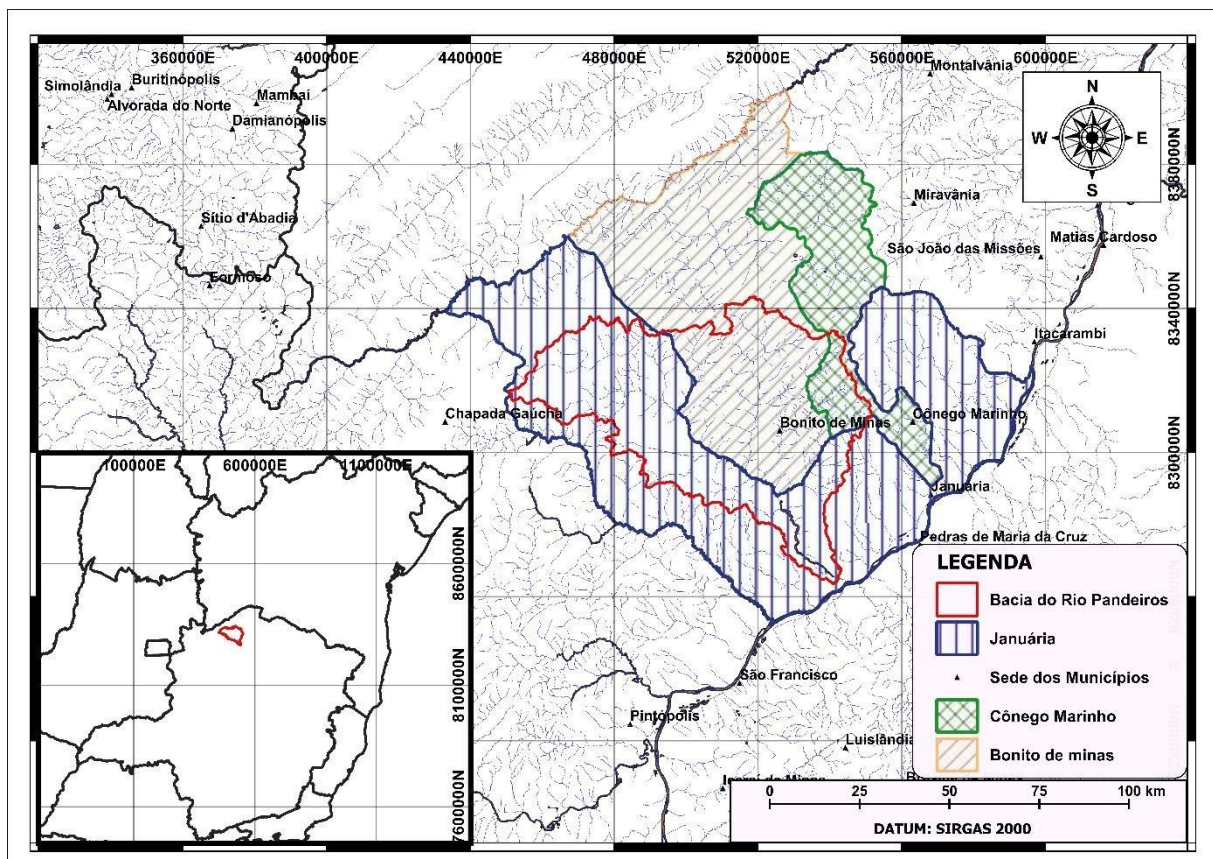 360000E 400000E 440000E 480000E 520000E 560000E 600000E
Montalvânia
Simolândia
Buritinópolis
Alvorada do Norte
Mambaí
Damianópolis
N
W E
S
8380000N
Sítio d'Abadia
Miravânia
São João das Missões
Matias Cardoso
Formoso
8340000N
Itacarambi
Chapada Gaúcha
Bonito de Minas
Cônego Marinho
8300000N
Januária
Pedras de Maria da Cruz
100000E 600000E 1100000E
8600000N
8100000N
7600000N
São Francisco
Pintópolis
Luislândia
LEGENDA
Bacia do Rio Pandeiros
Januária
Sede dos Municípios
Cônego Marinho
Bonito de minas
0 25 50 75 100 km
DATUM: SIRGAS 2000